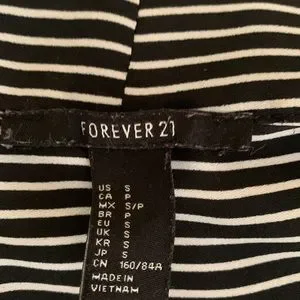 FOREVER 21
US S
CA P
MX S/P
BR P
EU S
UK S
KR S
JP S
CN 160/84A
MADE IN
VIETNAM